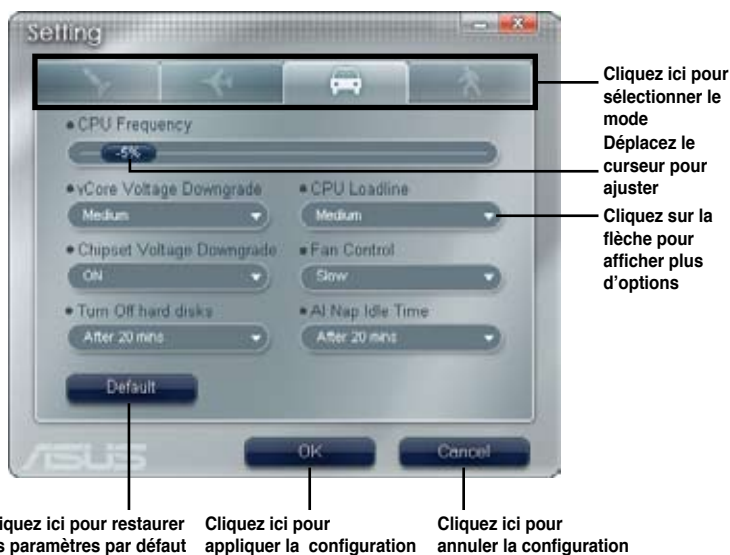 Setting
Cliquez ici pour
sélectionner le
mode
CPU Frequency
-5%
Déplacez le
curseur pour
ajuster
vCore Voltage Downgrade
CPU Loadline
Medium
Medium
Cliquez sur la
flèche pour
afficher plus
d'options
Chipset Voltage Downgrade
Fan Control
ON
Slow
Turn Off hard disks
AI Nap Idle Time
After 20 mins
After 20 mins
Default
ASUS
OK
Cancel
iquez ici pour restaurer
s paramètres par défaut
Cliquez ici pour
appliquer la configuration
Cliquez ici pour
annuler la configuration